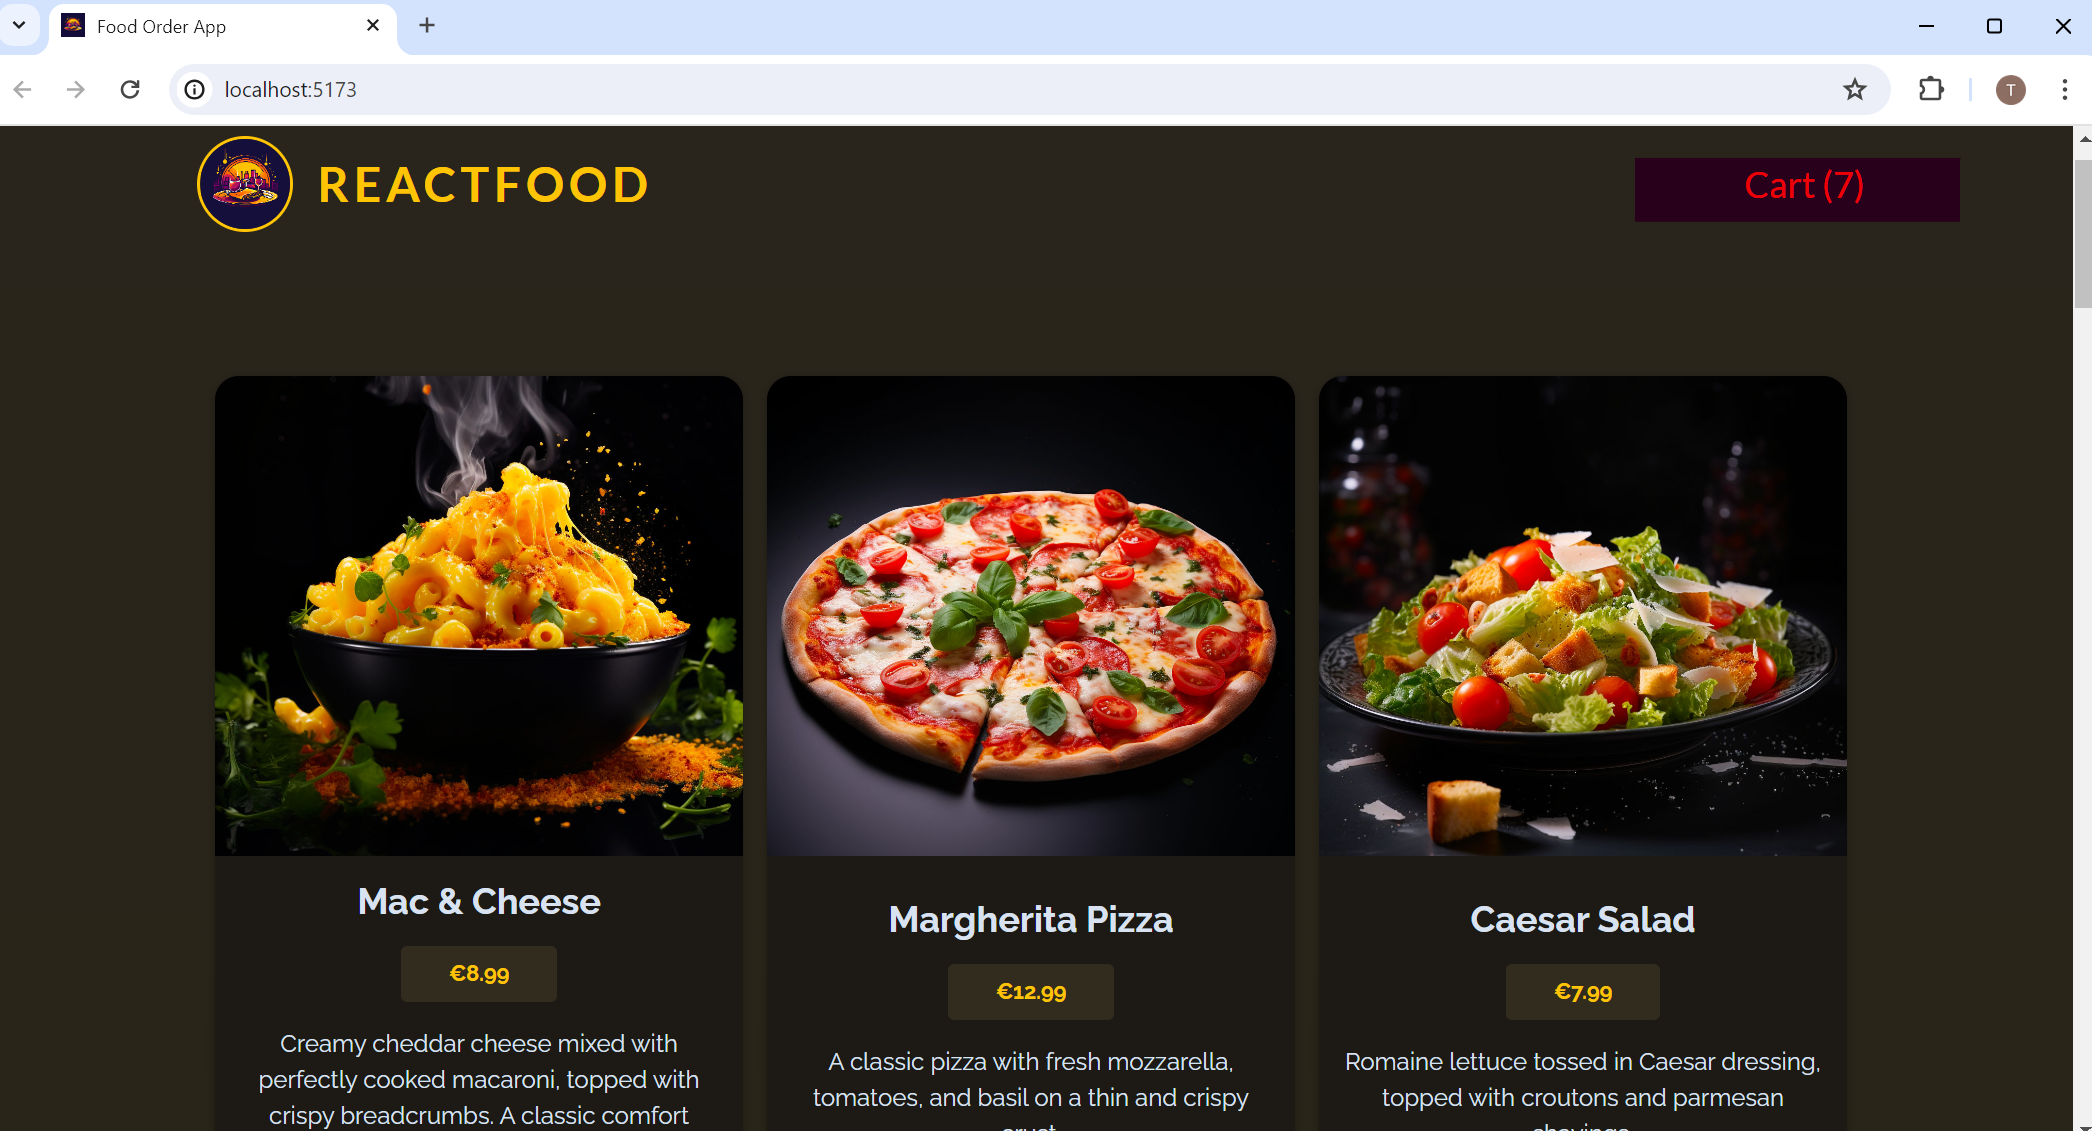 Food Order App
localhost:5173
T
REACTFOOD
Cart (7)
Mac & Cheese
€8.99
Creamy cheddar cheese mixed with
perfectly cooked macaroni, topped with
crispy breadcrumbs. A classic comfort
Margherita Pizza
€12.99
A classic pizza with fresh mozzarella,
tomatoes, and basil on a thin and crispy
Caesar Salad
€7.99
Romaine lettuce tossed in Caesar dressing,
topped with croutons and parmesan